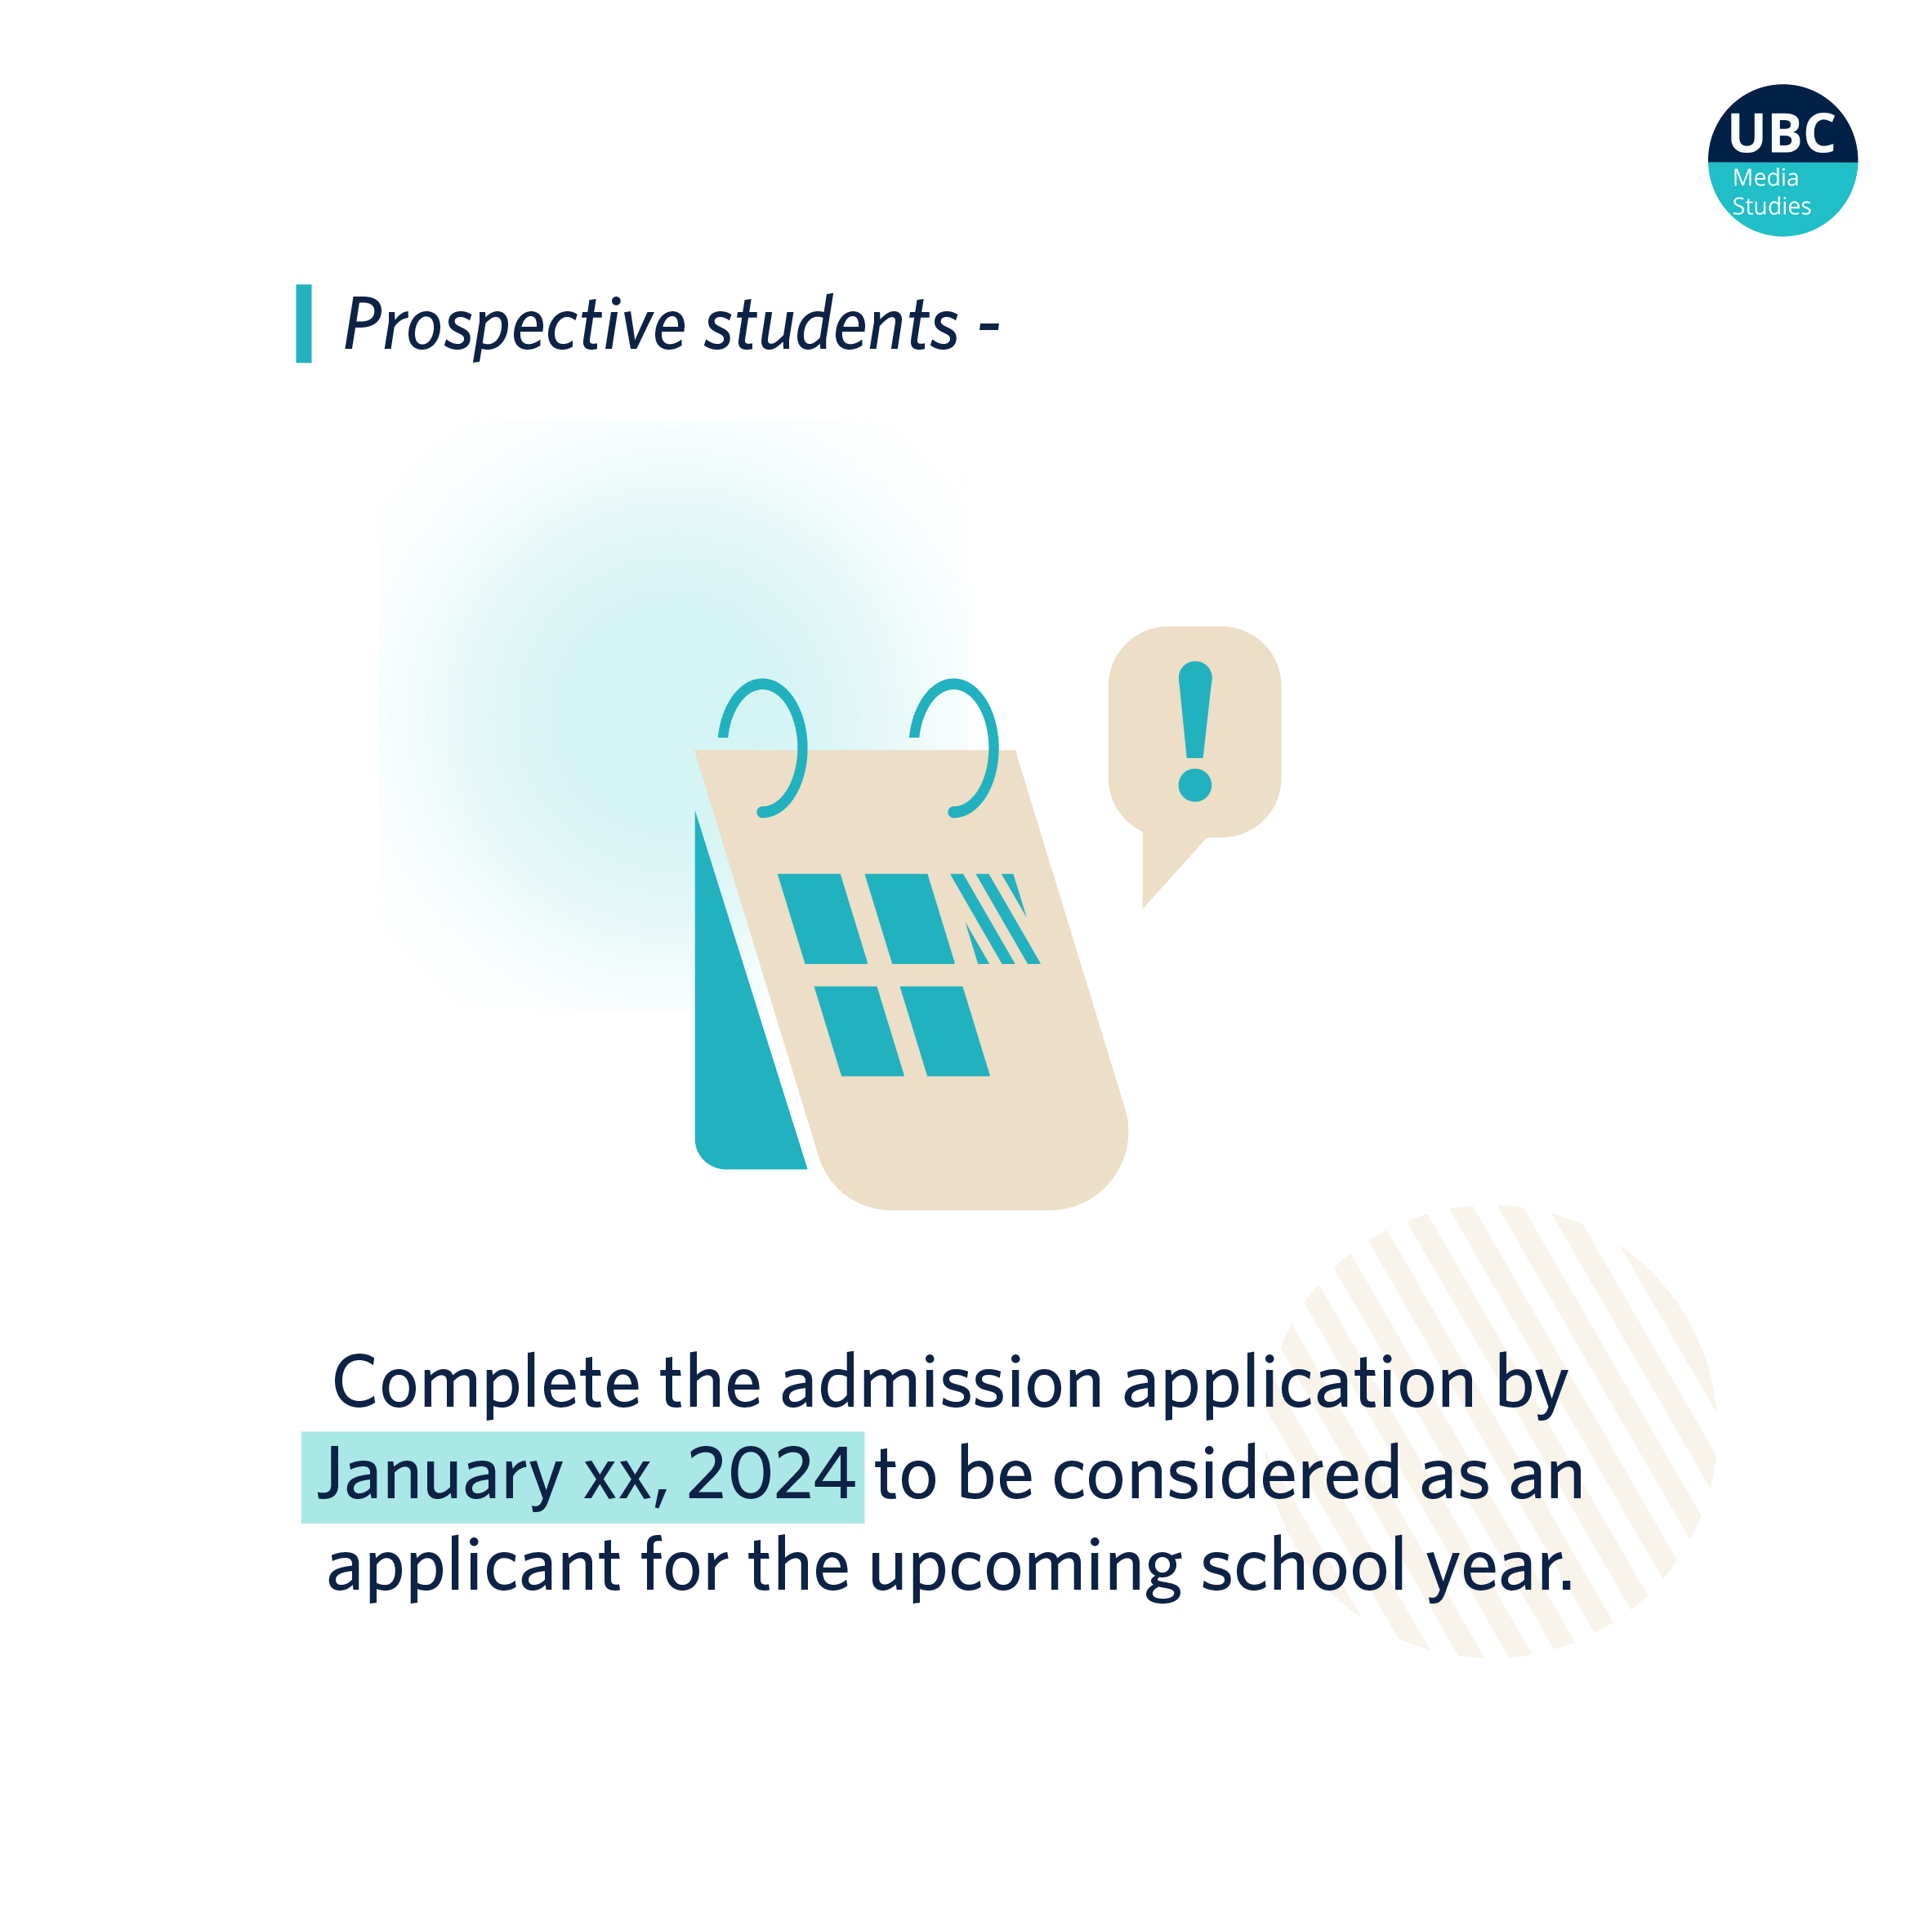 UBC
Media
Studies
Prospective students -
Complete the admission application by
January xx, 2024 to be considered as an
applicant for the upcoming school year.